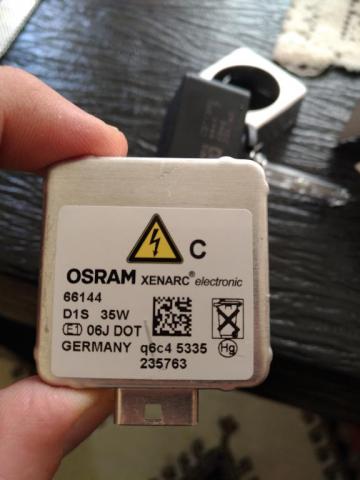 C
OSRAM XENARC® electronic
66144
D1S 35W
E1 06J DOT
GERMANY q6c4 5335
235763
Hg